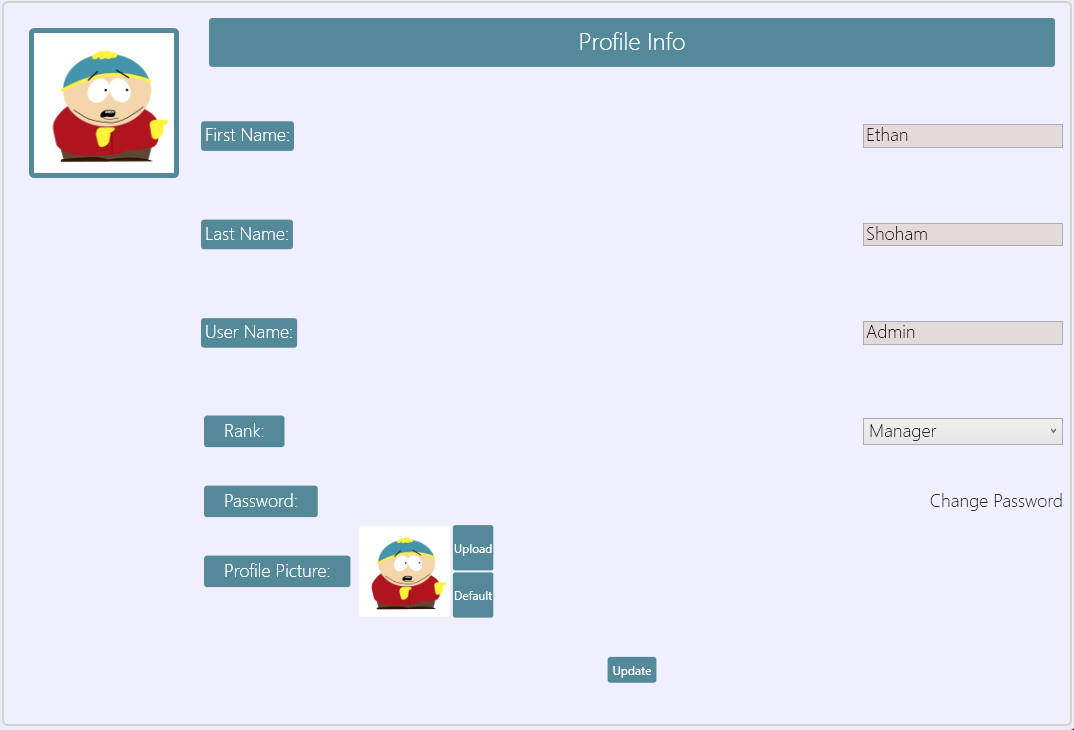 Profile Info
First Name:
Ethan
Last Name:
Shoham
User Name:
Admin
Rank:
Manager
Password:
Change Password
Profile Picture:
Upload
Default
Update